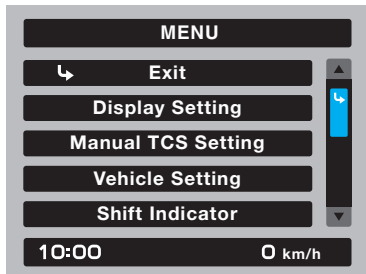 MENU
Exit
Display Setting
Manual TCS Setting
Vehicle Setting
Shift Indicator
10:00 0 km/h